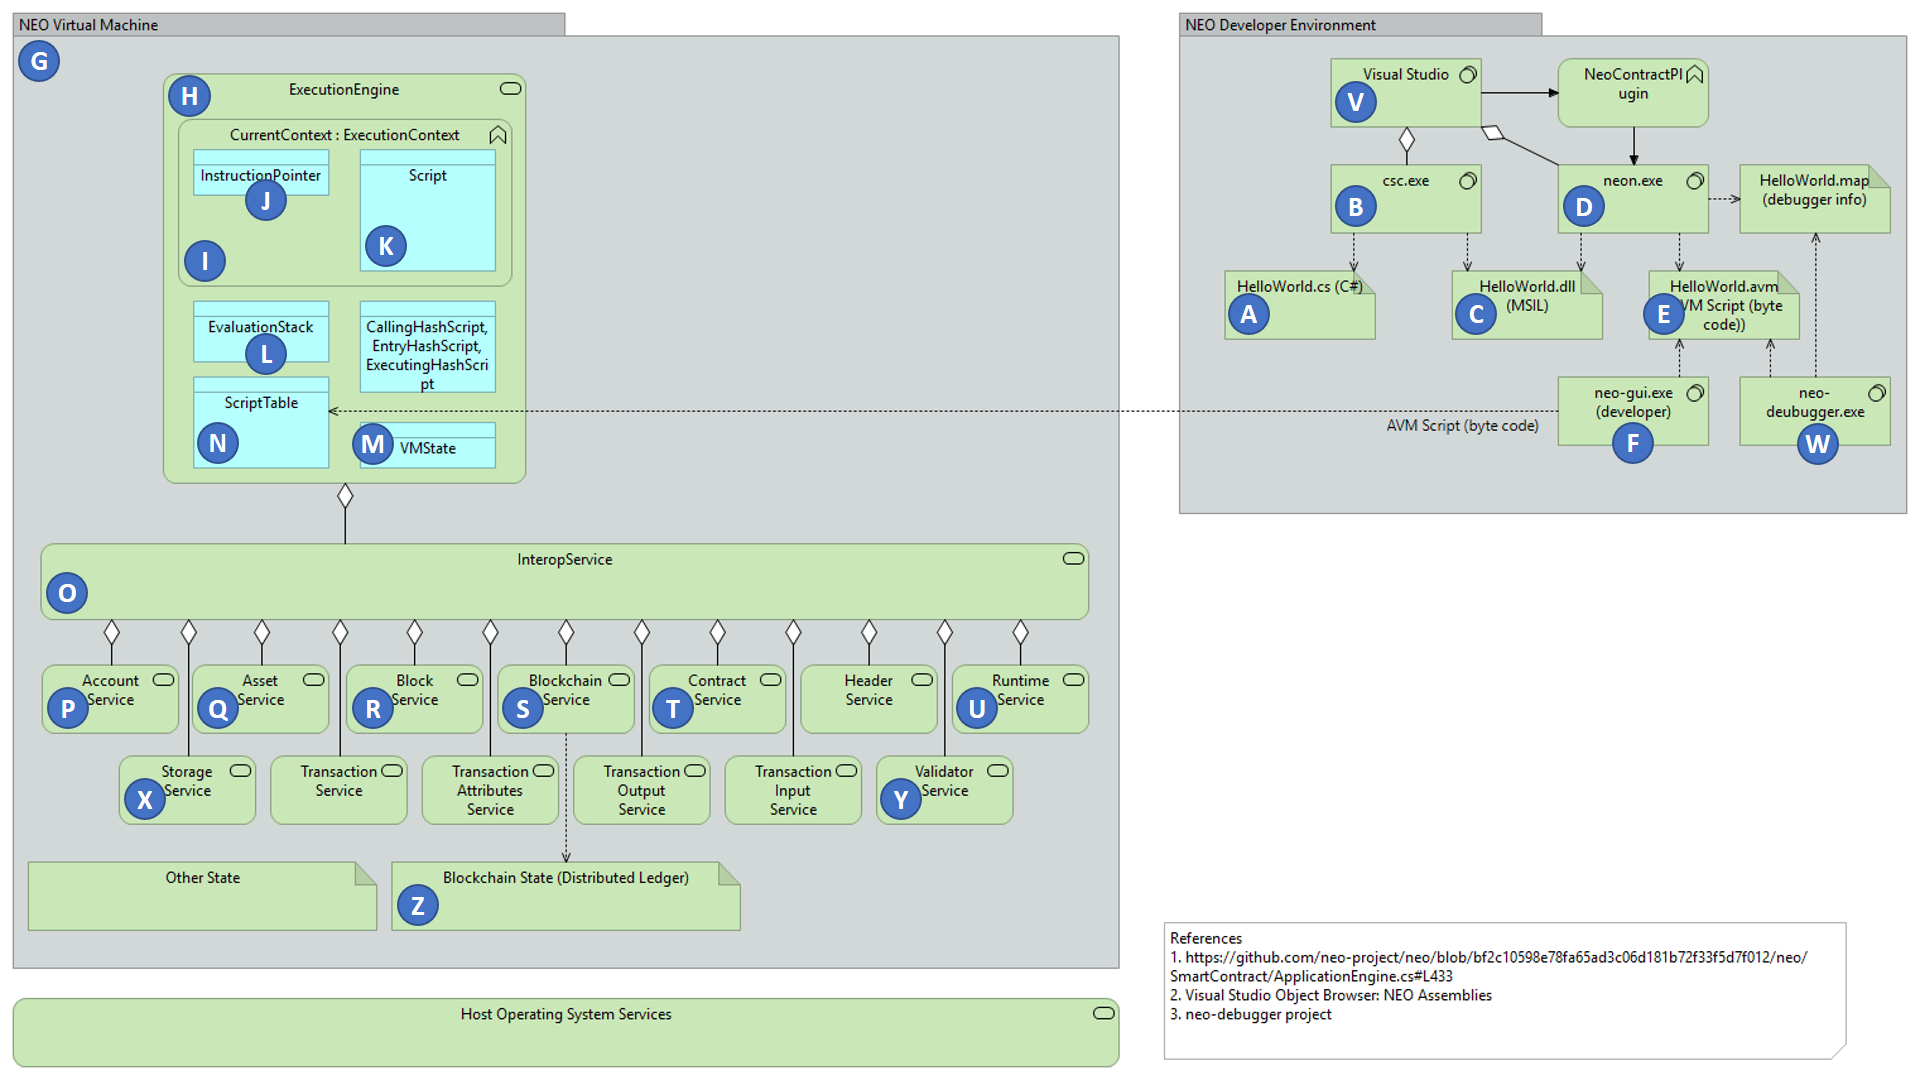 NEO Virtual Machine
G
H
ExecutionEngine
CurrentContext : ExecutionContext
InstructionPointer
J
Script
K
I
EvaluationStack
L
CallingHashScript,
EntryHashScript,
ExecutingHashScri
pt
ScriptTable
N
M
VMState
InteropService
O
Account
Service
P
Asset
Service
Q
Block
Service
R
Blockchain
Service
S
Contract
Service
T
Header
Service
Runtime
Service
U
Storage
Service
X
Transaction
Service
Transaction
Attributes
Service
Transaction
Output
Service
Transaction
Input
Service
Validator
Service
Y
Other State
Blockchain State (Distributed Ledger)
Z
Host Operating System Services
NEO Developer Environment
Visual Studio
V
NeoContractPl
ugin
csc.exe
B
neon.exe
D
HelloWorld.map
(debugger info)
HelloWorld.cs (C#)
A
HelloWorld.dll
(MSIL)
C
HelloWorld.avm
VM Script (byte
code))
E
neo-gui.exe
(developer)
F
neo-
deubugger.exe
W
AVM Script (byte code)
References
1. https://github.com/neo-project/neo/blob/bf2c10598e78fa65ad3c06d181b72f33f5d7f012/neo/
SmartContract/ApplicationEngine.cs#L433
2. Visual Studio Object Browser: NEO Assemblies
3. neo-debugger project